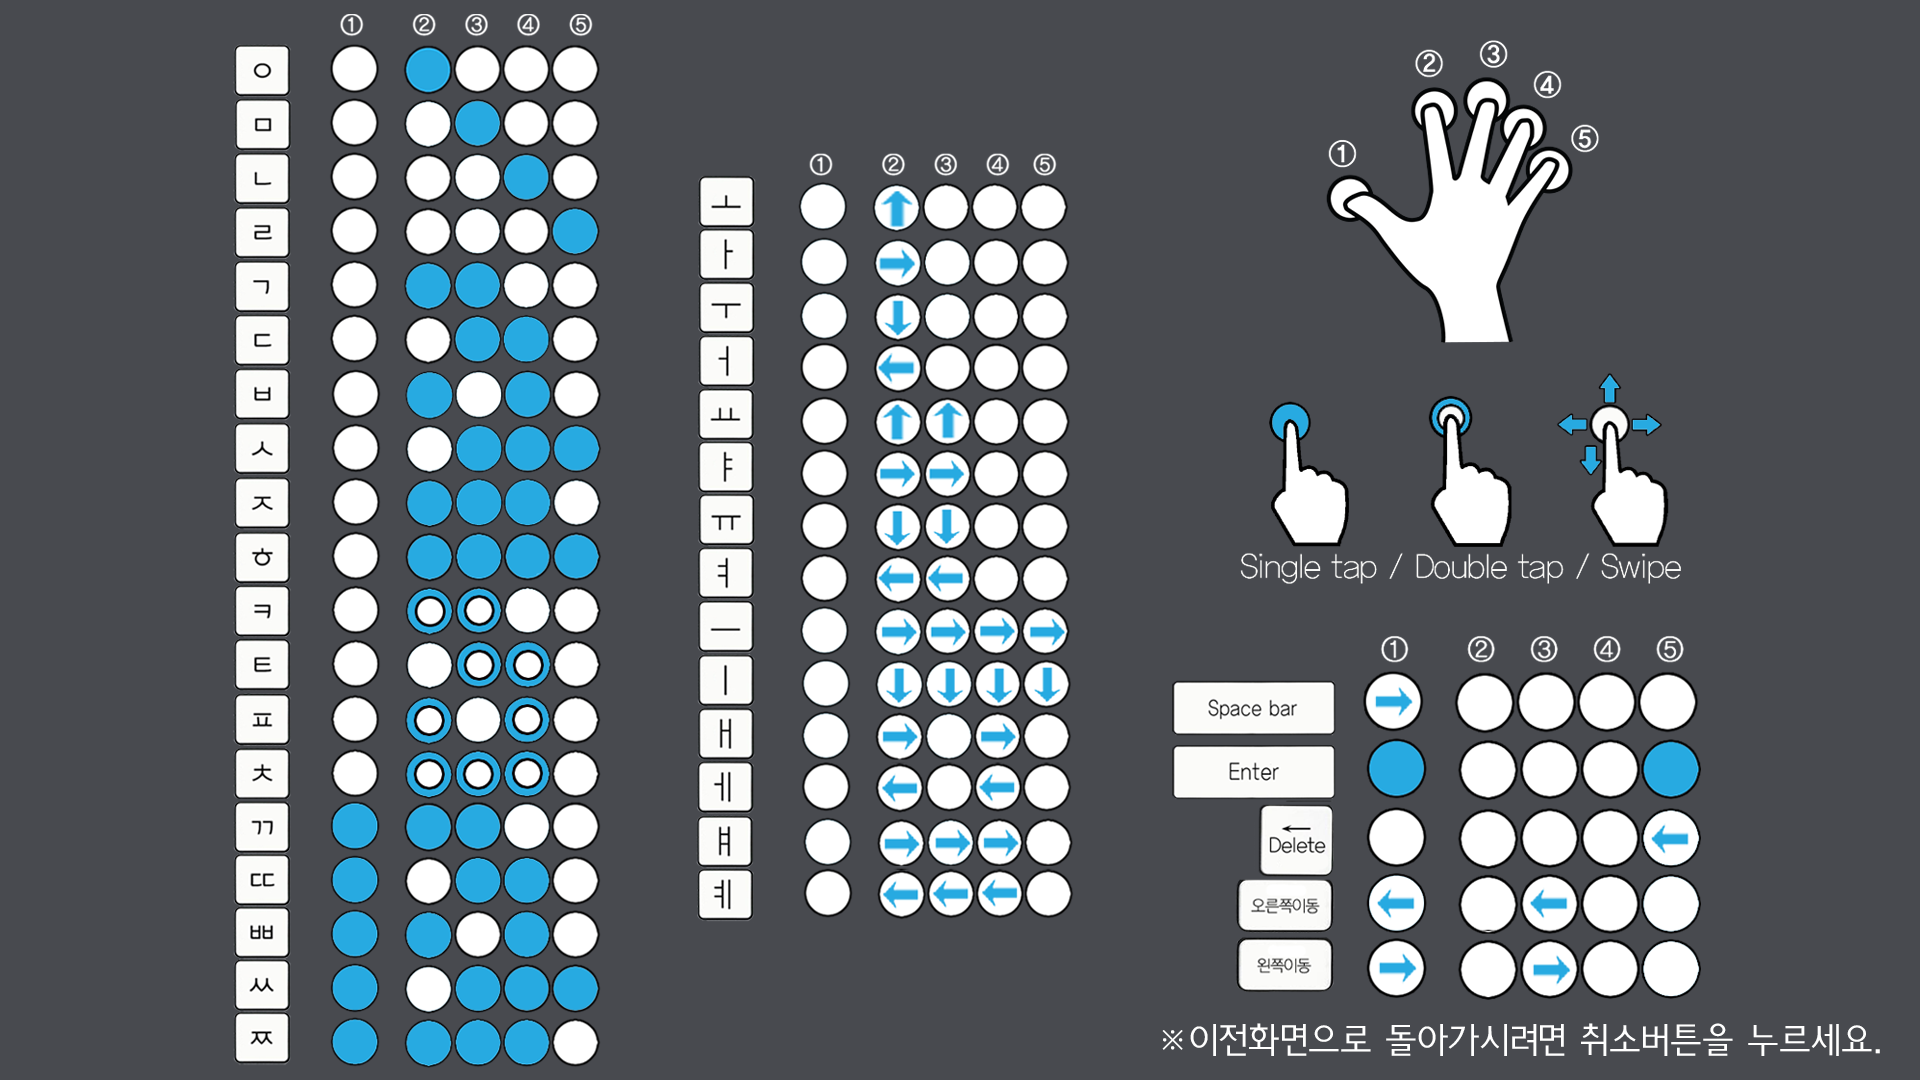 ① ② ③ ④ ⑤
ㅇ
ㅁ
ㄴ
ㄹ
ㄱ
ㄷ
ㅂ
ㅅ
ㅈ
ㅎ
ㅋ
ㅌ
ㅍ
ㅊ
ㄲ
ㄸ
ㅃ
ㅆ
ㅉ
① ② ③ ④ ⑤
ㅗ
ㅏ
ㅜ
ㅓ
ㅛ
ㅑ
ㅠ
ㅕ
ㅡ
ㅣ
ㅐ
ㅔ
ㅒ
ㅖ
① ② ③ ④ ⑤
Single tap / Double tap / Swipe
① ② ③ ④ ⑤
Space bar
Enter
Delete
오른쪽이동
왼쪽이동
※이전화면으로 돌아가시려면 취소버튼을 누르세요.